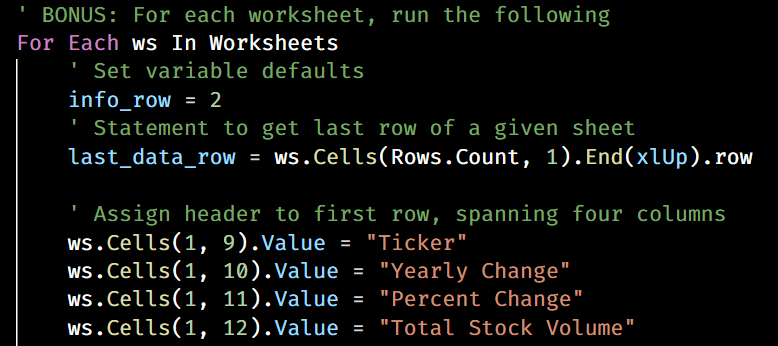 ' BONUS: For each worksheet, run the following
For Each ws In Worksheets
' Set variable defaults
info_row = 2
' Statement to get last row of a given sheet
last_data_row = ws.Cells(Rows.Count, 1).End(xlUp).row
' Assign header to first row, spanning four columns
ws.Cells(1, 9).Value = "Ticker"
ws.Cells(1, 10).Value = "Yearly Change"
ws.Cells(1, 11).Value = "Percent Change"
ws.Cells(1, 12).Value = "Total Stock Volume"